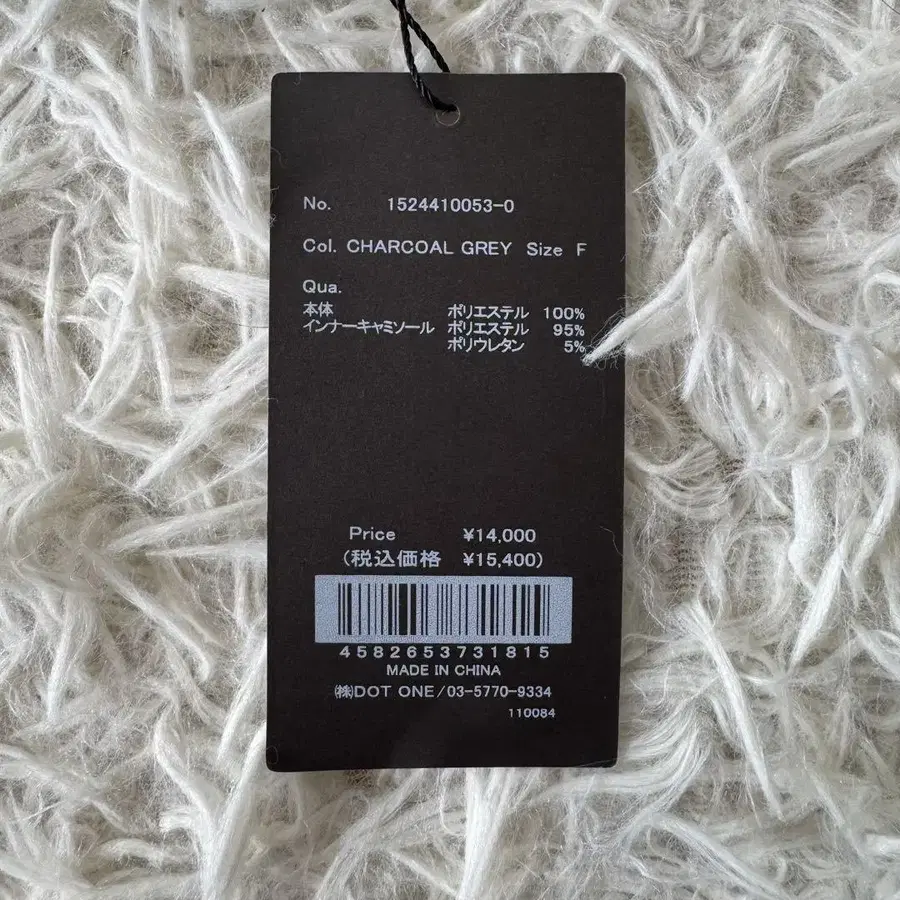 No. 1524410053-0
Col. CHARCOAL GREY Size F
Qua.
本体 ポリエステル 100%
インナーキャミソール ポリエステル 95%
ポリウレタン 5%
Price ¥14,000
(税込価格 ¥15,400)
4582653731815
MADE IN CHINA
㈱DOT ONE/03-5770-9334
110084